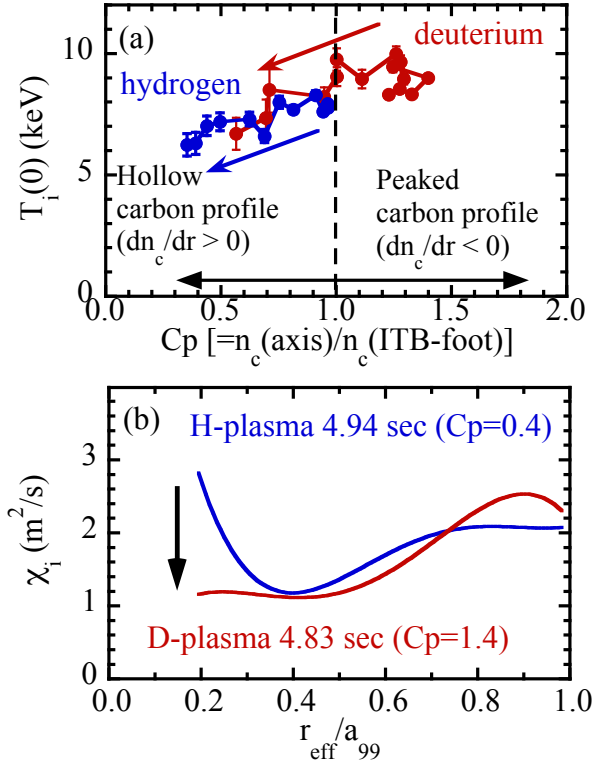 (a)
deuterium
hydrogen
Hollow
carbon profile
(dn_c/dr > 0)
Peaked
carbon profile
(dn_c/dr < 0)
T_i(0) (keV)
10
5
0
0.0 0.5 1.0 1.5 2.0
Cp [=n_c(axis)/n_c(ITB-foot)]
(b)
H-plasma 4.94 sec (Cp=0.4)
D-plasma 4.83 sec (Cp=1.4)
χ_i (m²/s)
3
2
1
0
0.0 0.2 0.4 0.6 0.8 1.0
r_eff/a_99